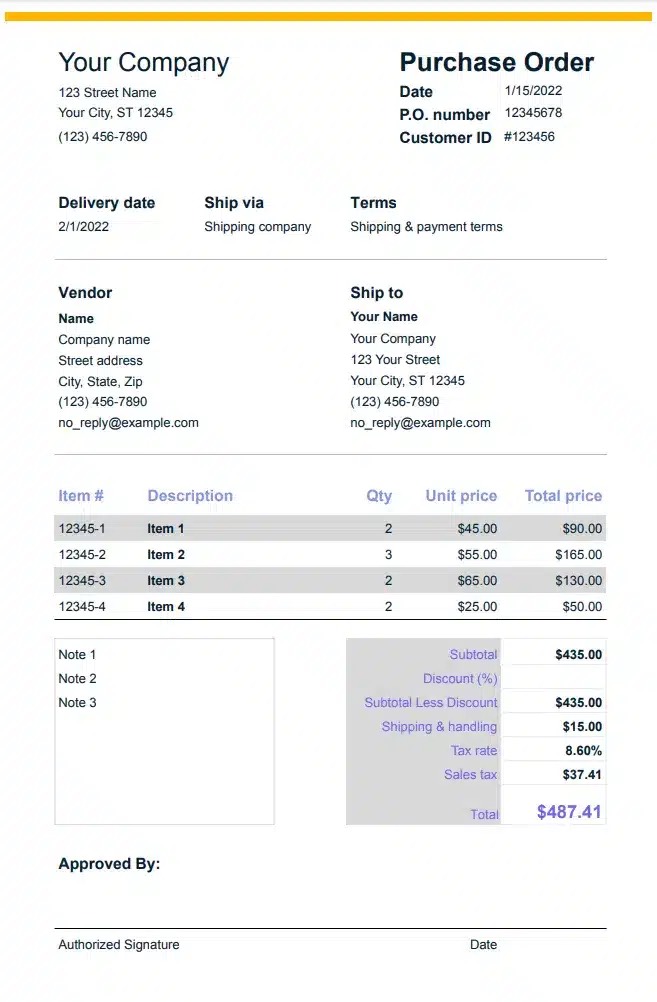 Your Company
123 Street Name
Your City, ST 12345
(123) 456-7890
Purchase Order
Date 1/15/2022
P.O. number 12345678
Customer ID #123456
Delivery date Ship via Terms
2/1/2022 Shipping company Shipping & payment terms
Vendor
Name
Company name
Street address
City, State, Zip
(123) 456-7890
no_reply@example.com
Ship to
Your Name
Your Company
123 Your Street
Your City, ST 12345
(123) 456-7890
no_reply@example.com
Item # Description Qty Unit price Total price
12345-1 Item 1 2 $45.00 $90.00
12345-2 Item 2 3 $55.00 $165.00
12345-3 Item 3 2 $65.00 $130.00
12345-4 Item 4 2 $25.00 $50.00
Note 1
Note 2
Note 3
Subtotal $435.00
Discount (%)
Subtotal Less Discount $435.00
Shipping & handling $15.00
Tax rate 8.60%
Sales tax $37.41
Total $487.41
Approved By:
Authorized Signature Date